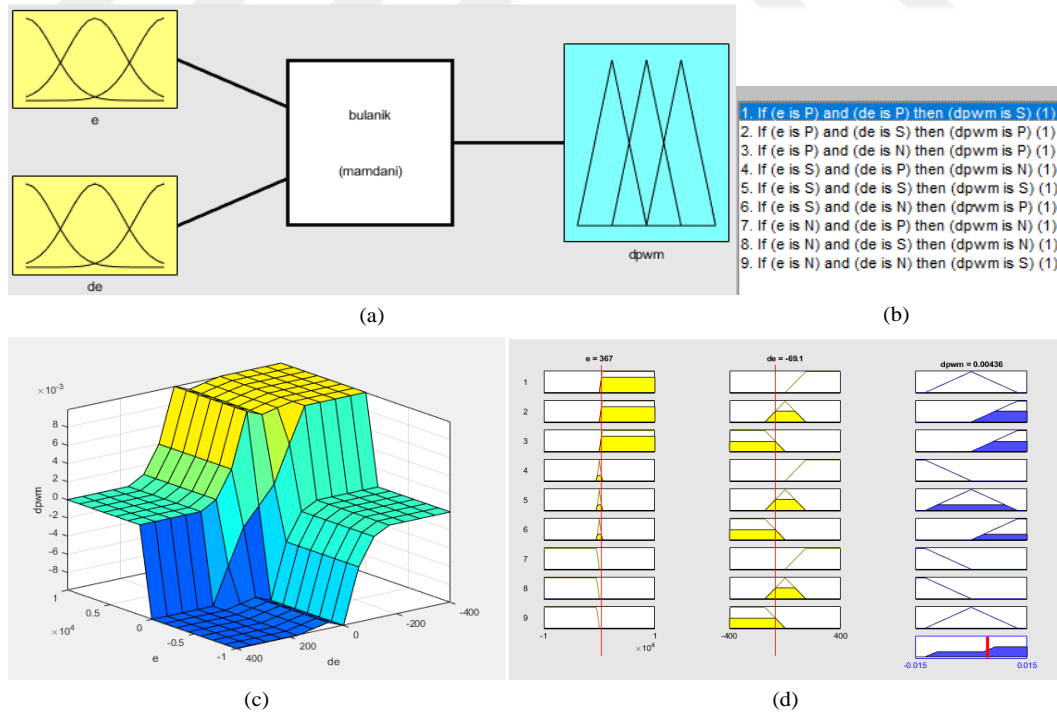 e
de
bulanik
(mamdani)
dpwm
(a)
1. If (e is P) and (de is P) then (dpwm is S) (1)
2. If (e is P) and (de is S) then (dpwm is P) (1)
3. If (e is P) and (de is N) then (dpwm is P) (1)
4. If (e is S) and (de is P) then (dpwm is N) (1)
5. If (e is S) and (de is S) then (dpwm is S) (1)
6. If (e is S) and (de is N) then (dpwm is P) (1)
7. If (e is N) and (de is P) then (dpwm is N) (1)
8. If (e is N) and (de is S) then (dpwm is N) (1)
9. If (e is N) and (de is N) then (dpwm is S) (1)
(b)
×10⁻³
8
6
4
2
0
-2
-4
-6
-8
dpwm
1
0.5
0
-0.5
-1
×10⁴
e
400
200
0
-200
-400
de
(c)
e = 367
de = -69.1
dpwm = 0.00436
1
2
3
4
5
6
7
8
9
-1
1
×10⁴
-400
400
-0.015
0.015
(d)